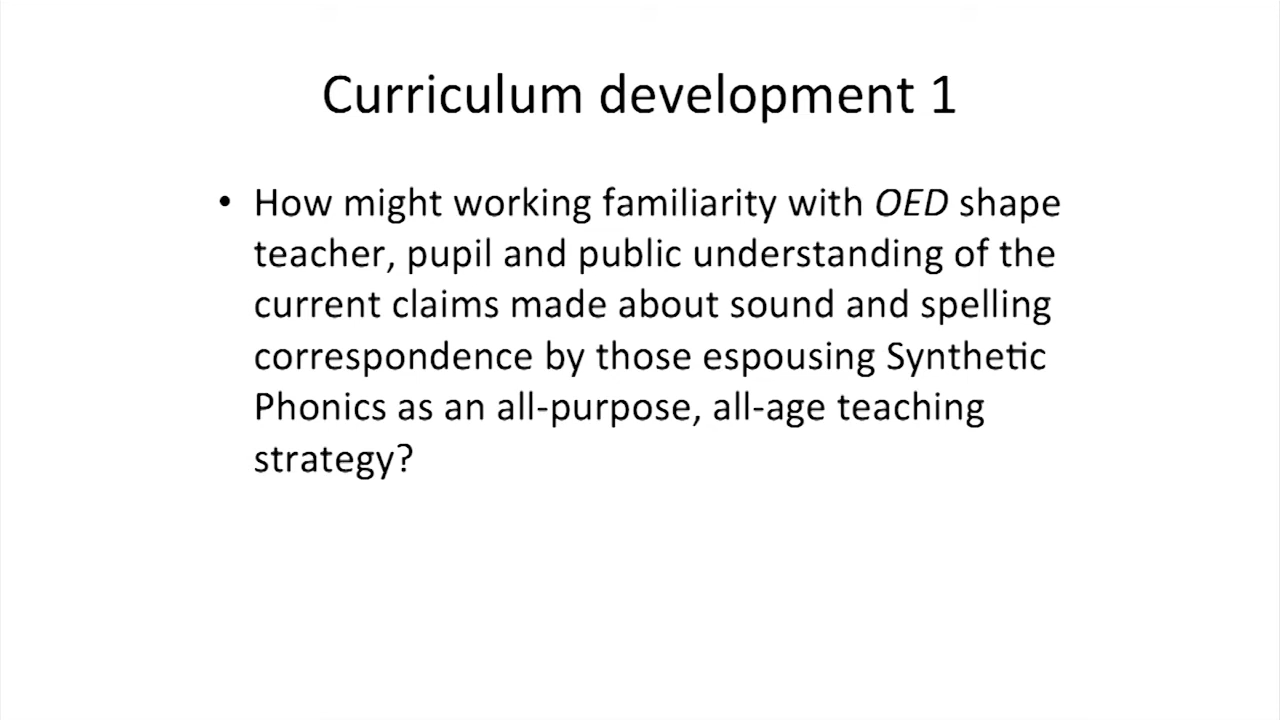 Curriculum development 1
• How might working familiarity with OED shape
teacher, pupil and public understanding of the
current claims made about sound and spelling
correspondence by those espousing Synthetic
Phonics as an all-purpose, all-age teaching
strategy?